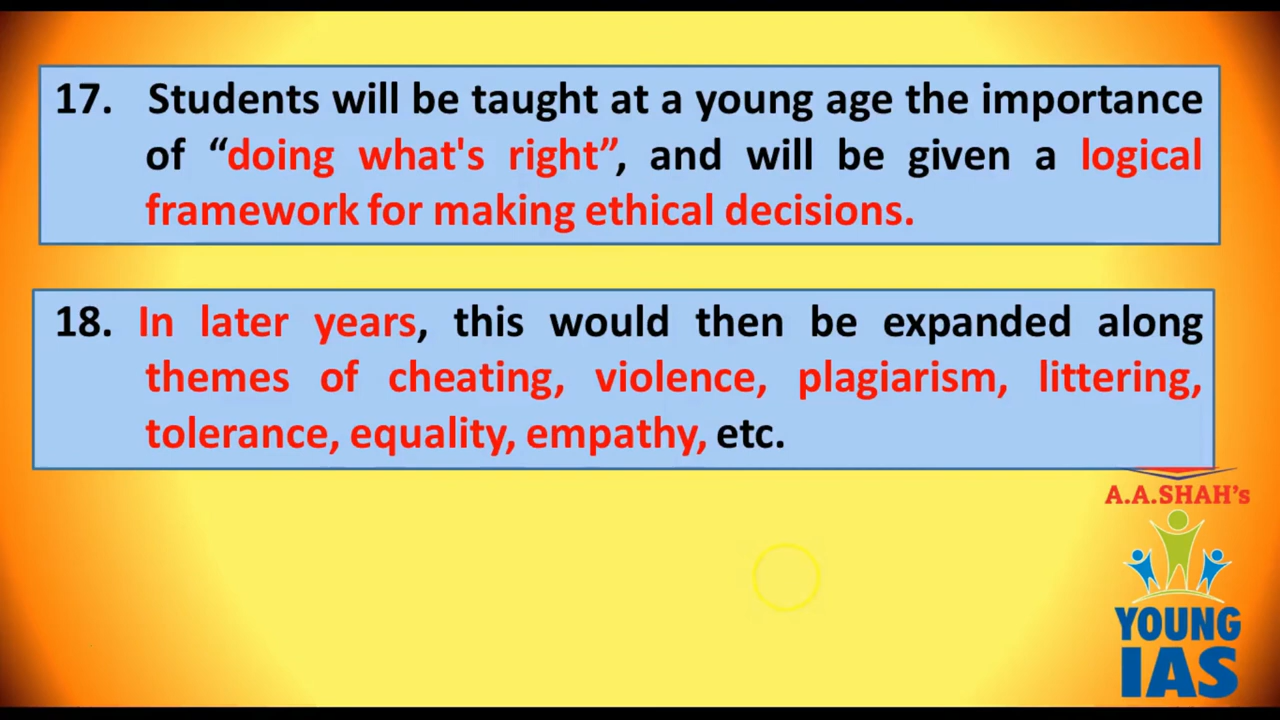 17. Students will be taught at a young age the importance
of “doing what's right”, and will be given a logical
framework for making ethical decisions.
18. In later years, this would then be expanded along
themes of cheating, violence, plagiarism, littering,
tolerance, equality, empathy, etc.
A.A.SHAH's
YOUNG
IAS